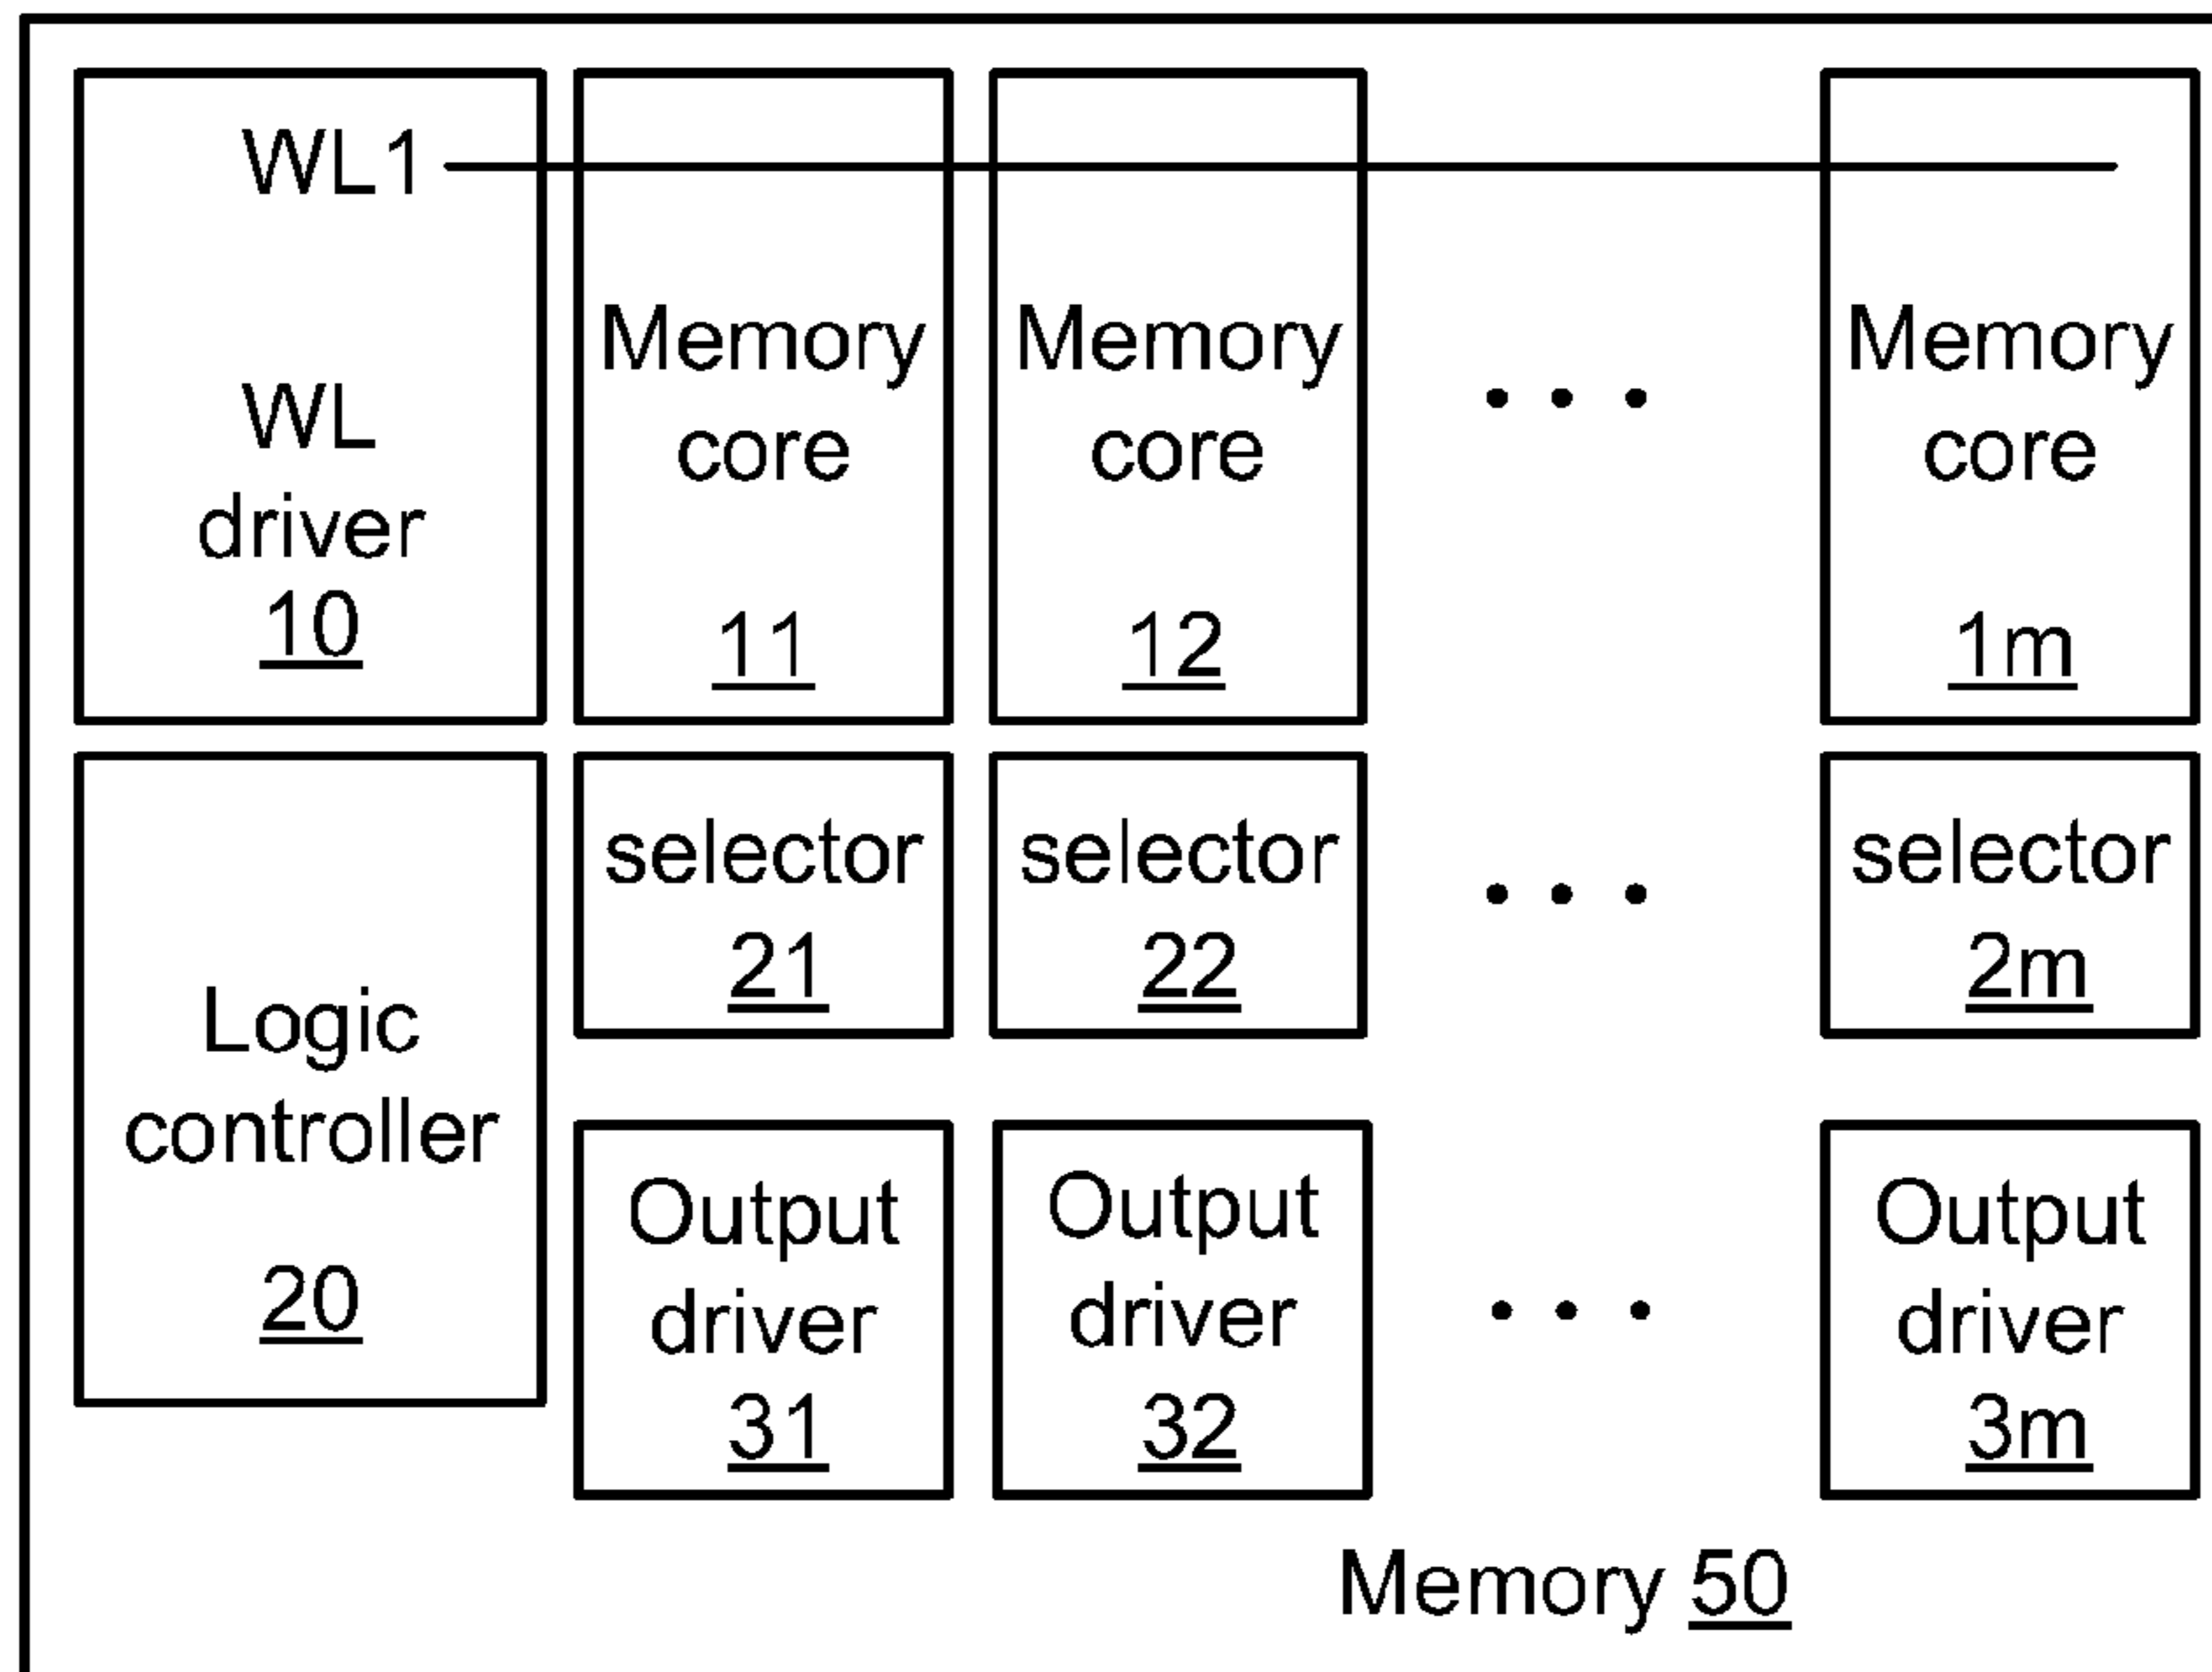 WL1
WL
driver
10
Memory
core
11
Memory
core
12
Memory
core
1m
Logic
controller
20
selector
21
selector
22
selector
2m
Output
driver
31
Output
driver
32
Output
driver
3m
Memory 50